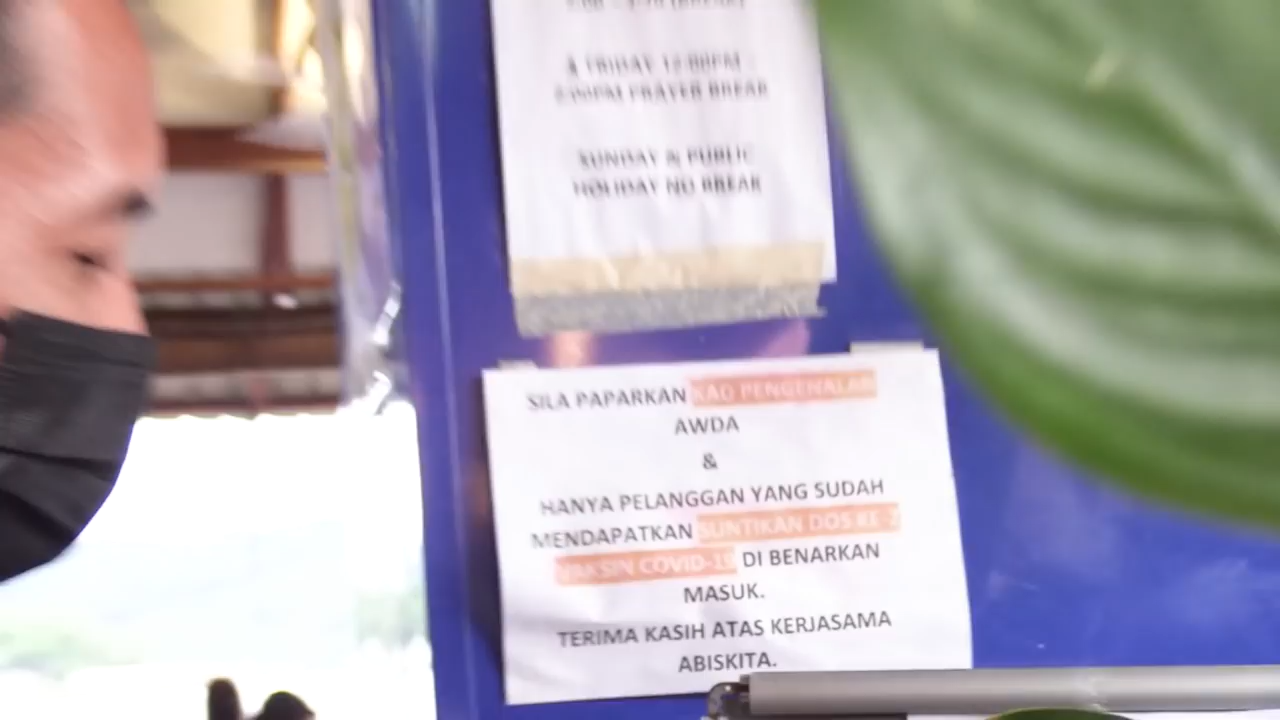 & FRIDAY 12:00PM -
2:00PM PRAYER BREAK
SUNDAY & PUBLIC
HOLIDAY NO BREAK
SILA PAPARKAN KAD PENGENALAN
AWDA
&
HANYA PELANGGAN YANG SUDAH
MENDAPATKAN SUNTIKAN DOS KE-2
VAKSIN COVID-19 DI BENARKAN
MASUK.
TERIMA KASIH ATAS KERJASAMA
ABISKITA.